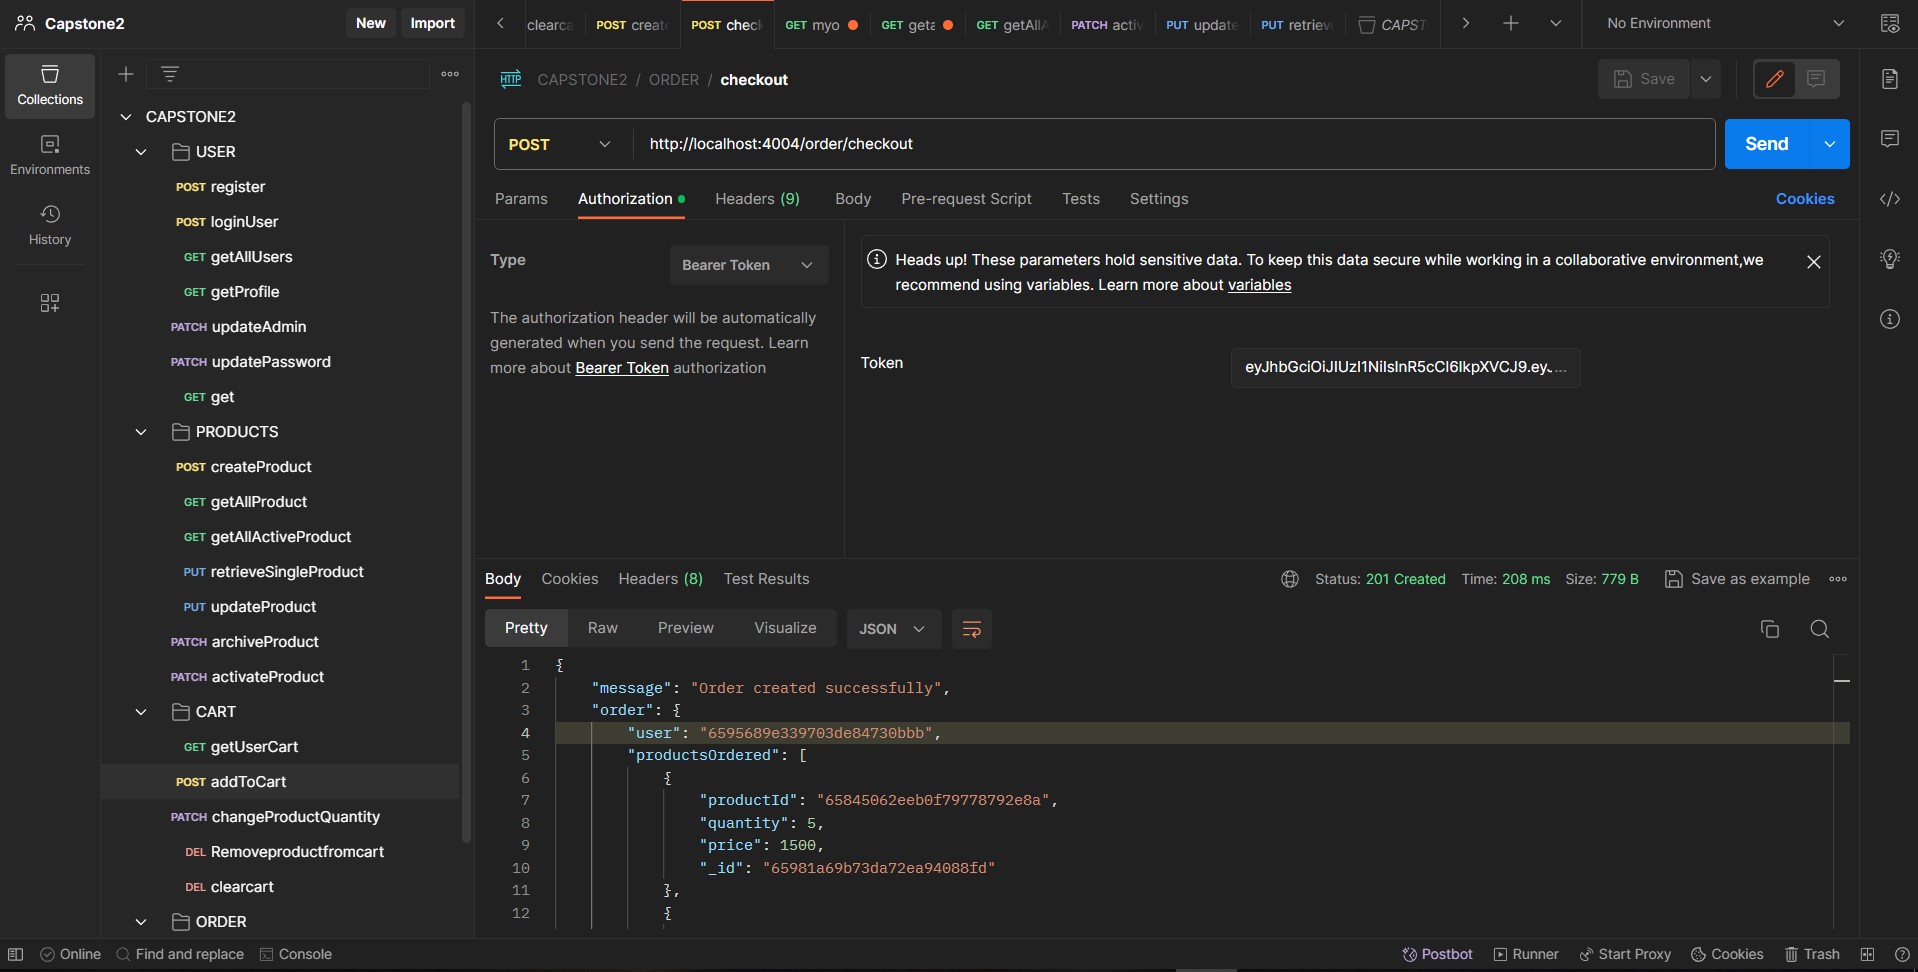 Capstone2
New Import
clearca
POST creat
POST check
GET myo
GET geta
GET getAllA
PATCH activ
PUT update
PUT retriev
CAPST
No Environment
Collections
Environments
History
CAPSTONE2
USER
POST register
POST loginUser
GET getAllUsers
GET getProfile
PATCH updateAdmin
PATCH updatePassword
GET get
PRODUCTS
POST createProduct
GET getAllProduct
GET getAllActiveProduct
PUT retrieveSingleProduct
PUT updateProduct
PATCH archiveProduct
PATCH activateProduct
CART
GET getUserCart
POST addToCart
PATCH changeProductQuantity
DEL Removeproductfromcart
DEL clearcart
ORDER
HTTP CAPSTONE2 / ORDER / checkout
Save
POST http://localhost:4004/order/checkout
Send
Params Authorization Headers (9) Body Pre-request Script Tests Settings
Cookies
Type Bearer Token
The authorization header will be automatically
generated when you send the request. Learn
more about Bearer Token authorization
Heads up! These parameters hold sensitive data. To keep this data secure while working in a collaborative environment,we
recommend using variables. Learn more about variables
Token
Body Cookies Headers (8) Test Results
Status: 201 Created Time: 208 ms Size: 779 B Save as example
Pretty Raw Preview Visualize JSON
1 {
2 "message": "Order created successfully",
3 "order": {
4 "user": "6595689e339703de84730bbb",
5 "productsOrdered": [
6 {
7 "productId": "65845062eeb0f79778792e8a",
8 "quantity": 5,
9 "price": 1500,
10 "_id": "65981a69b73da72ea94088fd"
11 },
12 {
Online Find and replace Console
Postbot Runner Start Proxy Cookies Trash